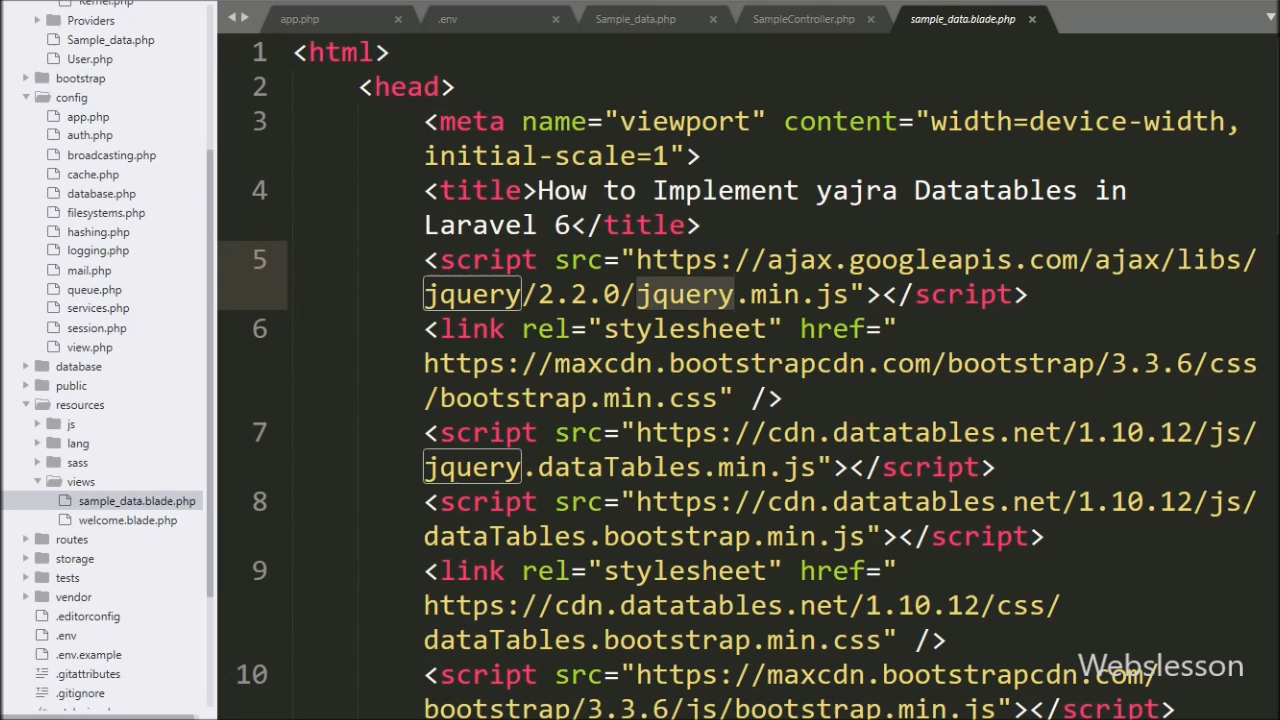 Kernel.php
Providers
Sample_data.php
User.php
bootstrap
config
app.php
auth.php
broadcasting.php
cache.php
database.php
filesystems.php
hashing.php
logging.php
mail.php
queue.php
services.php
session.php
view.php
database
public
resources
js
lang
sass
views
sample_data.blade.php
welcome.blade.php
routes
storage
tests
vendor
.editorconfig
.env
.env.example
.gitattributes
.gitignore
app.php
.env
Sample_data.php
SampleController.php
sample_data.blade.php
1 <html>
2 <head>
3 <meta name="viewport" content="width=device-width,
initial-scale=1">
4 <title>How to Implement yajra Datatables in
Laravel 6</title>
5 <script src="https://ajax.googleapis.com/ajax/libs/
jquery/2.2.0/jquery.min.js"></script>
6 <link rel="stylesheet" href="
https://maxcdn.bootstrapcdn.com/bootstrap/3.3.6/css
/bootstrap.min.css" />
7 <script src="https://cdn.datatables.net/1.10.12/js/
jquery.dataTables.min.js"></script>
8 <script src="https://cdn.datatables.net/1.10.12/js/
dataTables.bootstrap.min.js"></script>
9 <link rel="stylesheet" href="
https://cdn.datatables.net/1.10.12/css/
dataTables.bootstrap.min.css" />
10 <script src="https://maxcdn.bootstrapcdn.com/
bootstrap/3.3.6/js/bootstrap.min.js"></script>
Webslesson